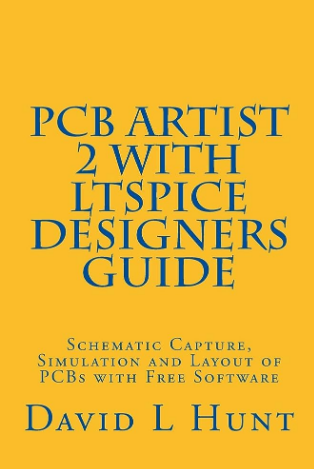 PCB ARTIST
2 WITH
LTSPICE
DESIGNERS
GUIDE
SCHEMATIC CAPTURE,
SIMULATION AND LAYOUT OF
PCBS WITH FREE SOFTWARE
DAVID L HUNT